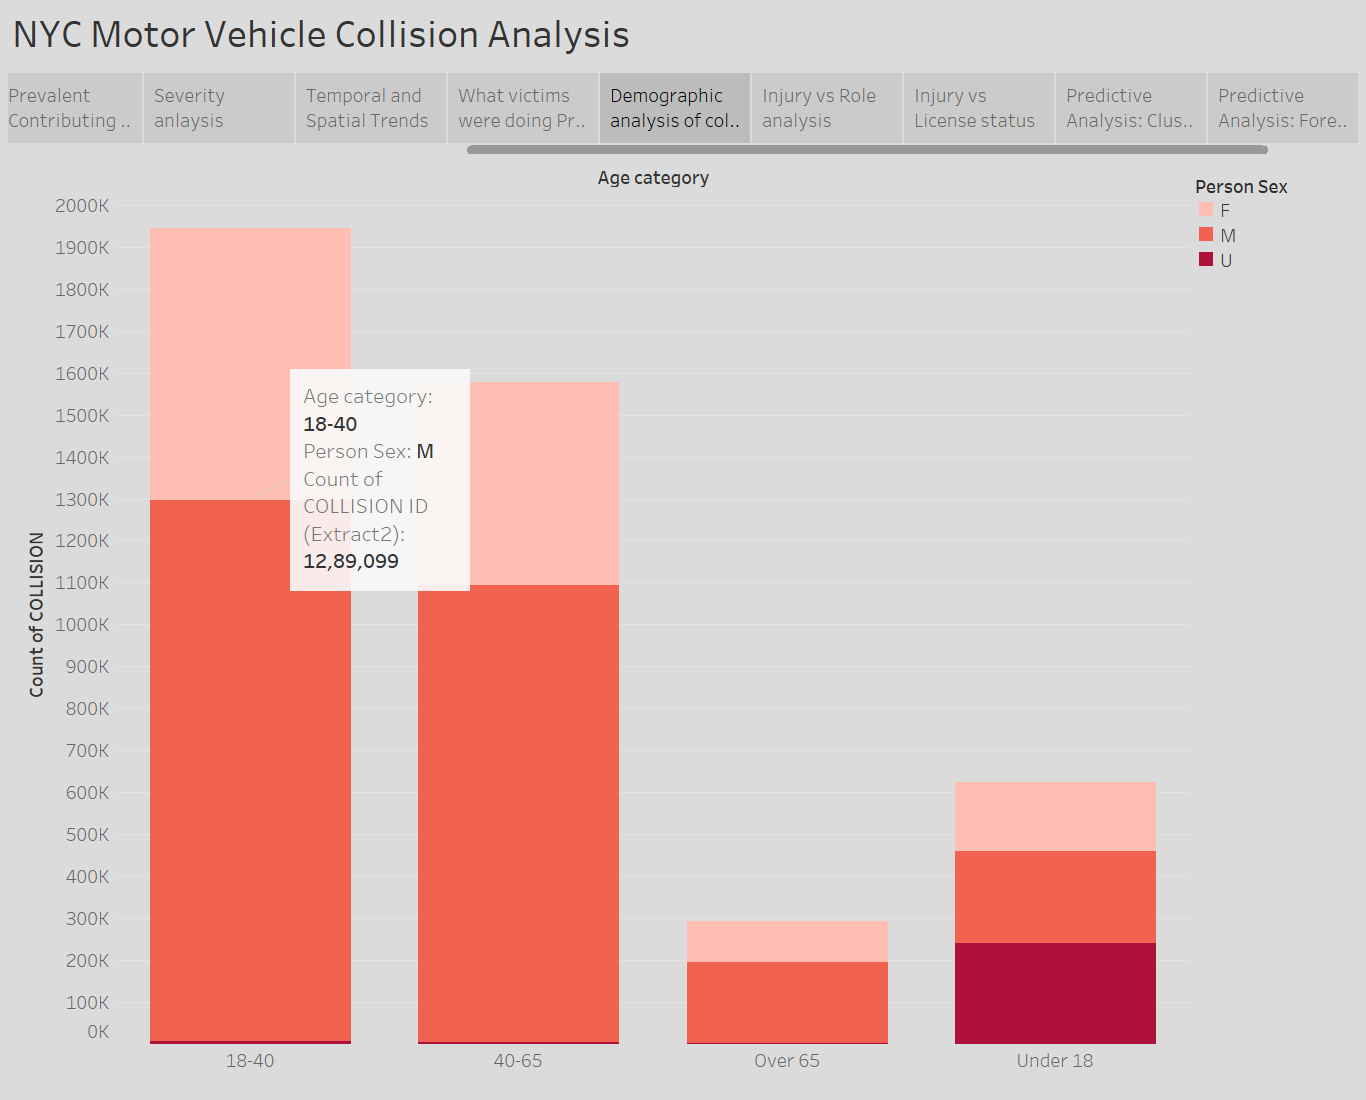 NYC Motor Vehicle Collision Analysis
Prevalent
Contributing ..
Severity
anlaysis
Temporal and
Spatial Trends
What victims
were doing Pr..
Demographic
analysis of col..
Injury vs Role
analysis
Injury vs
License status
Predictive
Analysis: Clus..
Predictive
Analysis: Fore..
Age category
Person Sex
F
M
U
2000K
1900K
1800K
1700K
1600K
1500K
1400K
1300K
1200K
1100K
1000K
900K
800K
700K
600K
500K
400K
300K
200K
100K
0K
Count of COLLISION
Age category:
18-40
Person Sex: M
Count of
COLLISION ID
(Extract2):
12,89,099
18-40
40-65
Over 65
Under 18